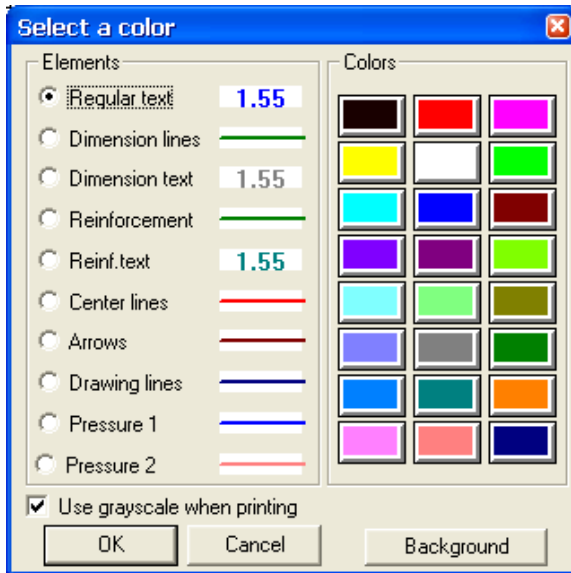 Select a color
Elements
Colors
Regular text 1.55
Dimension lines
Dimension text 1.55
Reinforcement
Reinf.text 1.55
Center lines
Arrows
Drawing lines
Pressure 1
Pressure 2
Use grayscale when printing
OK Cancel Background